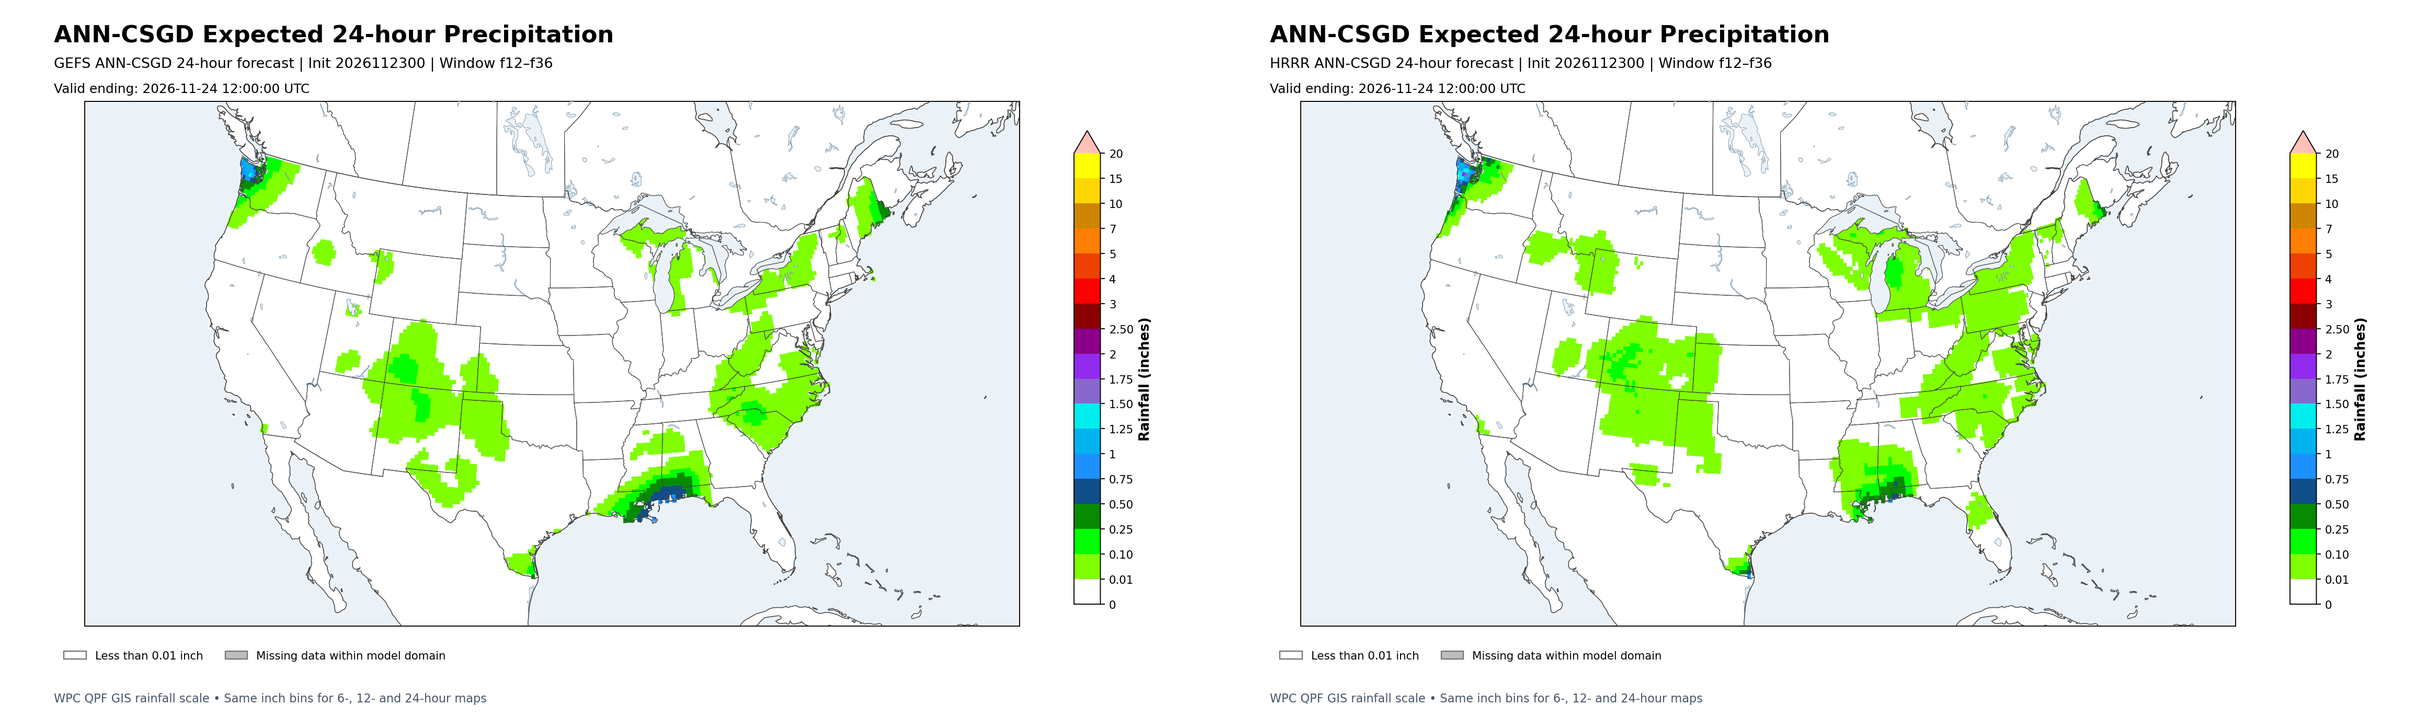 ANN-CSGD Expected 24-hour Precipitation
GEFS ANN-CSGD 24-hour forecast | Init 2026112300 | Window f12–f36
Valid ending: 2026-11-24 12:00:00 UTC
20
15
10
7
5
4
3
2.50
2
1.75
1.50
1.25
1
0.75
0.50
0.25
0.10
0.01
0
Rainfall (inches)
Less than 0.01 inch
Missing data within model domain
WPC QPF GIS rainfall scale • Same inch bins for 6-, 12- and 24-hour maps
ANN-CSGD Expected 24-hour Precipitation
HRRR ANN-CSGD 24-hour forecast | Init 2026112300 | Window f12–f36
Valid ending: 2026-11-24 12:00:00 UTC
20
15
10
7
5
4
3
2.50
2
1.75
1.50
1.25
1
0.75
0.50
0.25
0.10
0.01
0
Rainfall (inches)
Less than 0.01 inch
Missing data within model domain
WPC QPF GIS rainfall scale • Same inch bins for 6-, 12- and 24-hour maps